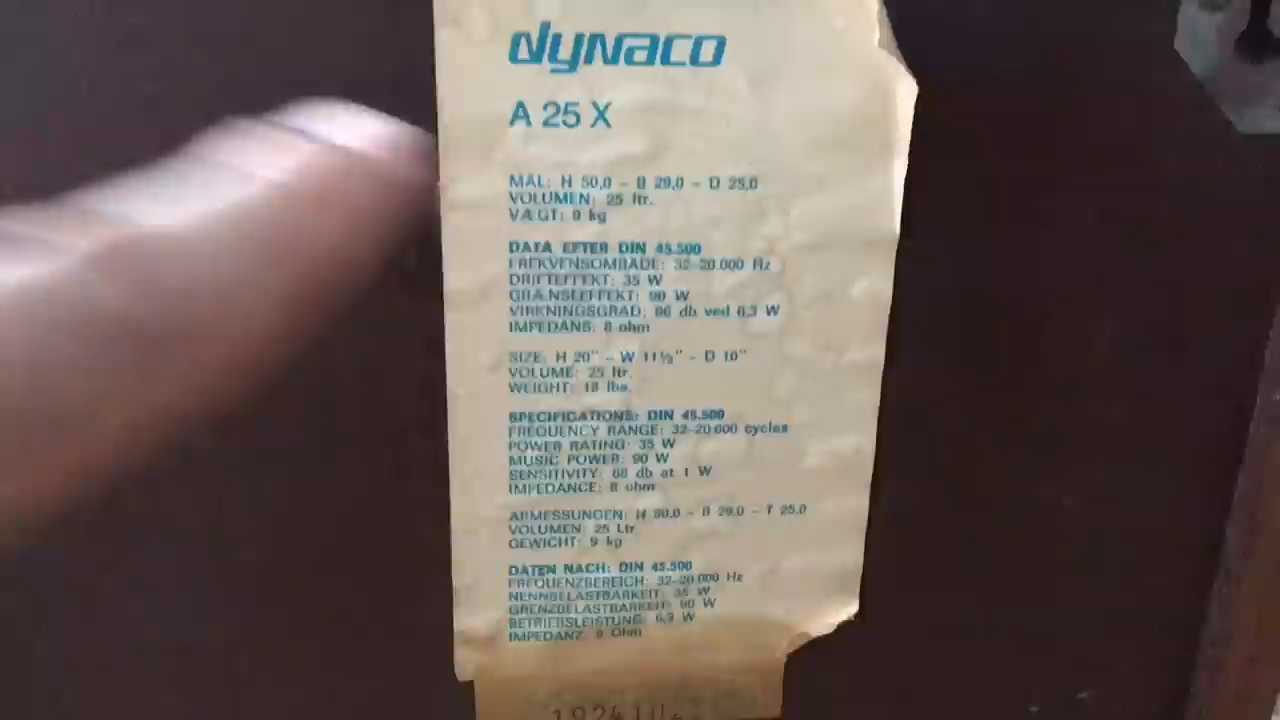 dynaco
A 25 X
MÅL: H 50,0 – B 29,0 – D 25,0
VOLUMEN: 25 ltr.
VÆGT: 9 kg
DATA EFTER DIN 45.500
FREKVENSOMRÅDE: 32–20.000 Hz
DRIFTEFFEKT: 35 W
GRÆNSEEFFEKT: 90 W
VIRKNINGSGRAD: 96 db ved 6,3 W
IMPEDANS: 8 ohm
SIZE: H 20" – W 11½" – D 10"
VOLUME: 25 ltr.
WEIGHT: 18 lbs.
SPECIFICATIONS: DIN 45.500
FREQUENCY RANGE: 32–20.000 cycles
POWER RATING: 35 W
MUSIC POWER: 90 W
SENSITIVITY: 88 db at 1 W
IMPEDANCE: 8 ohm
ABMESSUNGEN: H 50,0 – B 29,0 – T 25,0
VOLUMEN: 25 Ltr.
GEWICHT: 9 kg
DATEN NACH: DIN 45.500
FREQUENZBEREICH: 32–20.000 Hz
NENNBELASTBARKEIT: 35 W
GRENZBELASTBARKEIT: 90 W
BETRIEBSLEISTUNG: 6,3 W
IMPEDANZ: 8 Ohm